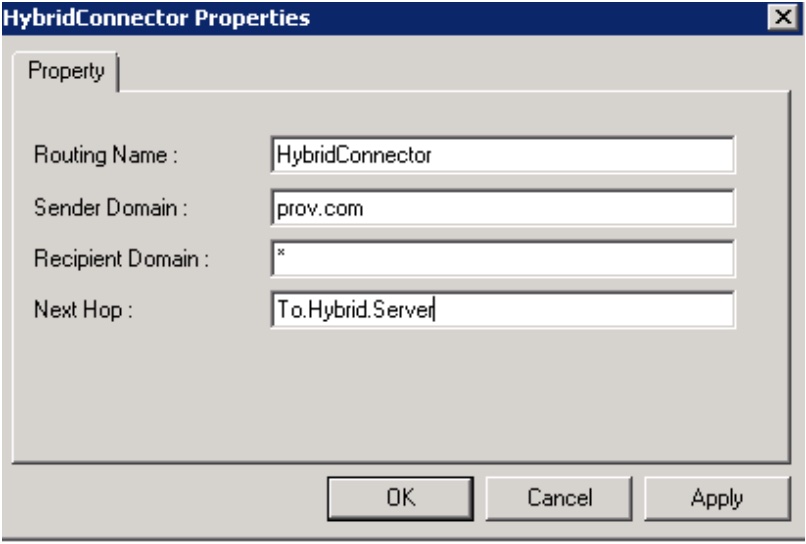 HybridConnector Properties
Property
Routing Name : HybridConnector
Sender Domain : prov.com
Recipient Domain : *
Next Hop : To.Hybrid.Server
OK Cancel Apply